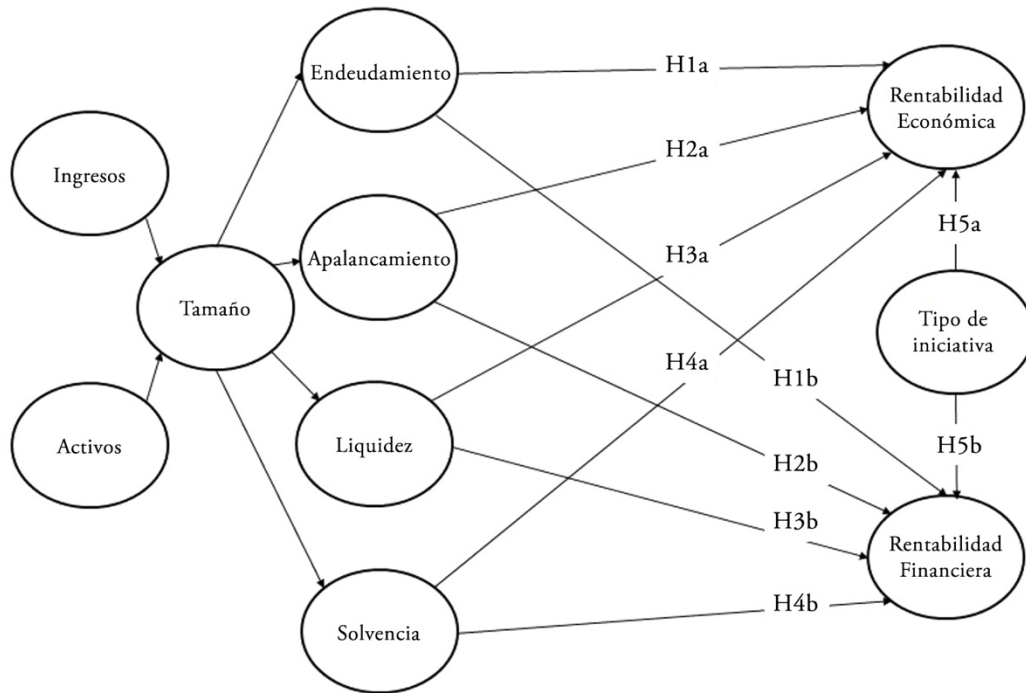 Endeudamiento
H1a
Rentabilidad
Económica
Ingresos
H2a
Apalancamiento
H3a
H5a
Tamaño
Tipo de
iniciativa
H4a
H1b
Activos
Liquidez
H5b
H2b
H3b
Rentabilidad
Financiera
Solvencia
H4b